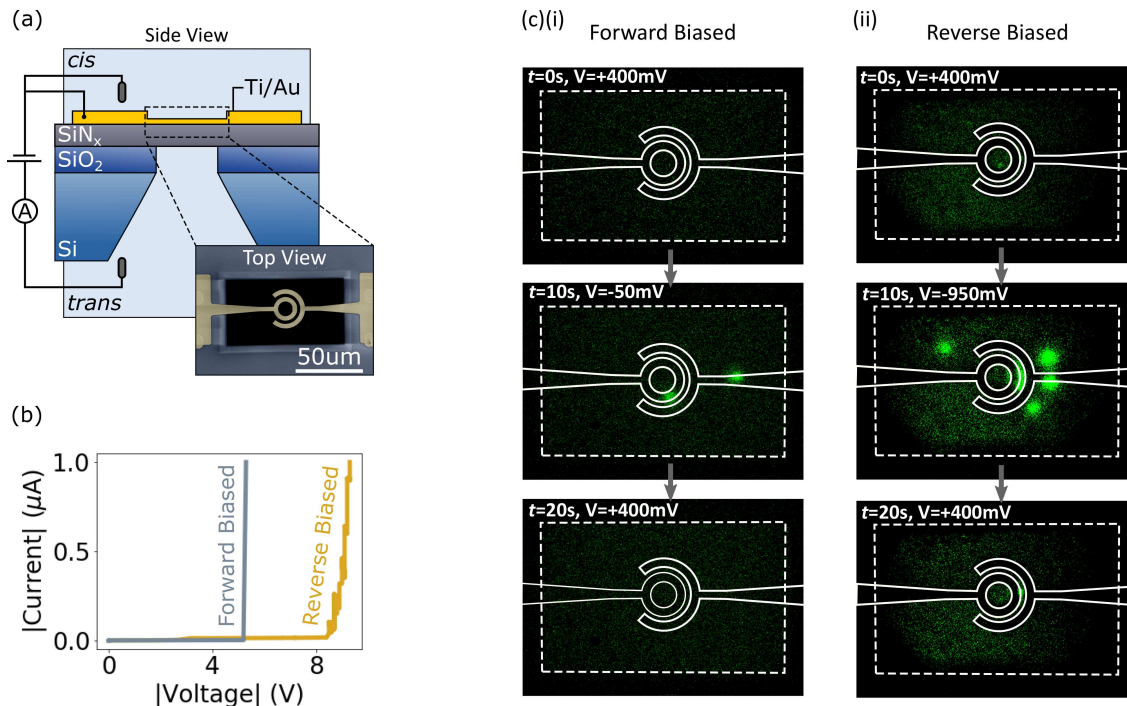 (a)
Side View
cis
Ti/Au
SiNx
SiO2
A
Si
trans
Top View
50um
(b)
|Current| (μA)
1.0
0.5
0.0
0
4
8
|Voltage| (V)
Forward Biased
Reverse Biased
(c)(i)
Forward Biased
t=0s, V=+400mV
t=10s, V=-50mV
t=20s, V=+400mV
(ii)
Reverse Biased
t=0s, V=+400mV
t=10s, V=-950mV
t=20s, V=+400mV